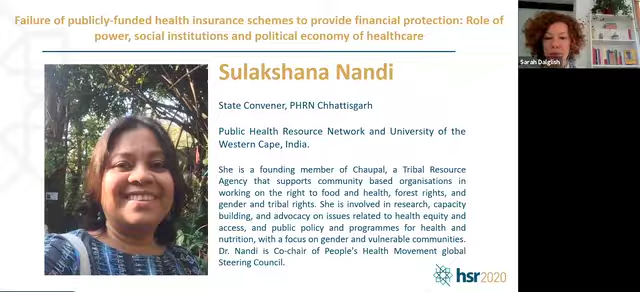 Failure of publicly-funded health insurance schemes to provide financial protection: Role of
power, social institutions and political economy of healthcare
Sulakshana Nandi
State Convener, PHRN Chhattisgarh
Public Health Resource Network and University of the
Western Cape, India.
She is a founding member of Chaupal, a Tribal Resource
Agency that supports community based organisations in
working on the right to food and health, forest rights, and
gender and tribal rights. She is involved in research, capacity
building, and advocacy on issues related to health equity and
access, and public policy and programmes for health and
nutrition, with a focus on gender and vulnerable communities.
Dr. Nandi is Co-chair of People's Health Movement global
Steering Council.
hsr2020
Sarah Dalglish